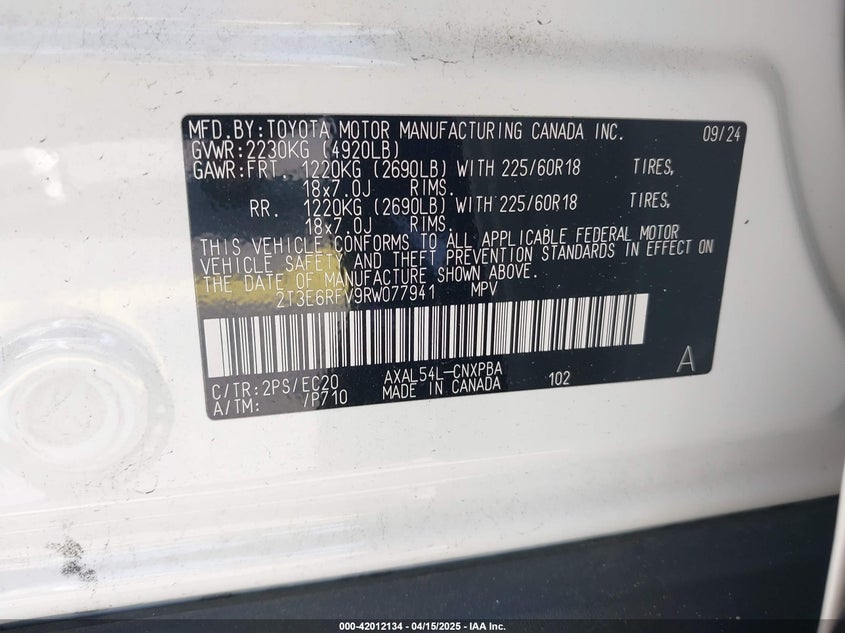 MFD.BY:TOYOTA MOTOR MANUFACTURING CANADA INC. 09/24
GVWR:2230KG (4920LB)
GAWR:FRT 1220KG (2690LB) WITH 225/60R18 TIRES,
18x7.0J RIMS.
RR. 1220KG (2690LB) WITH 225/60R18 TIRES,
18x7.0J RIMS.
THIS VEHICLE CONFORMS TO ALL APPLICABLE FEDERAL MOTOR
VEHICLE SAFETY AND THEFT PREVENTION STANDARDS IN EFFECT ON
THE DATE OF MANUFACTURE SHOWN ABOVE.
2T3E6RFV9RW077941 MPV
C/TR:2PS/EC20 AXAL54L-CNXPBA
A/TM: /P710 MADE IN CANADA 102 A
000-42012134 - 04/15/2025 - IAA Inc.